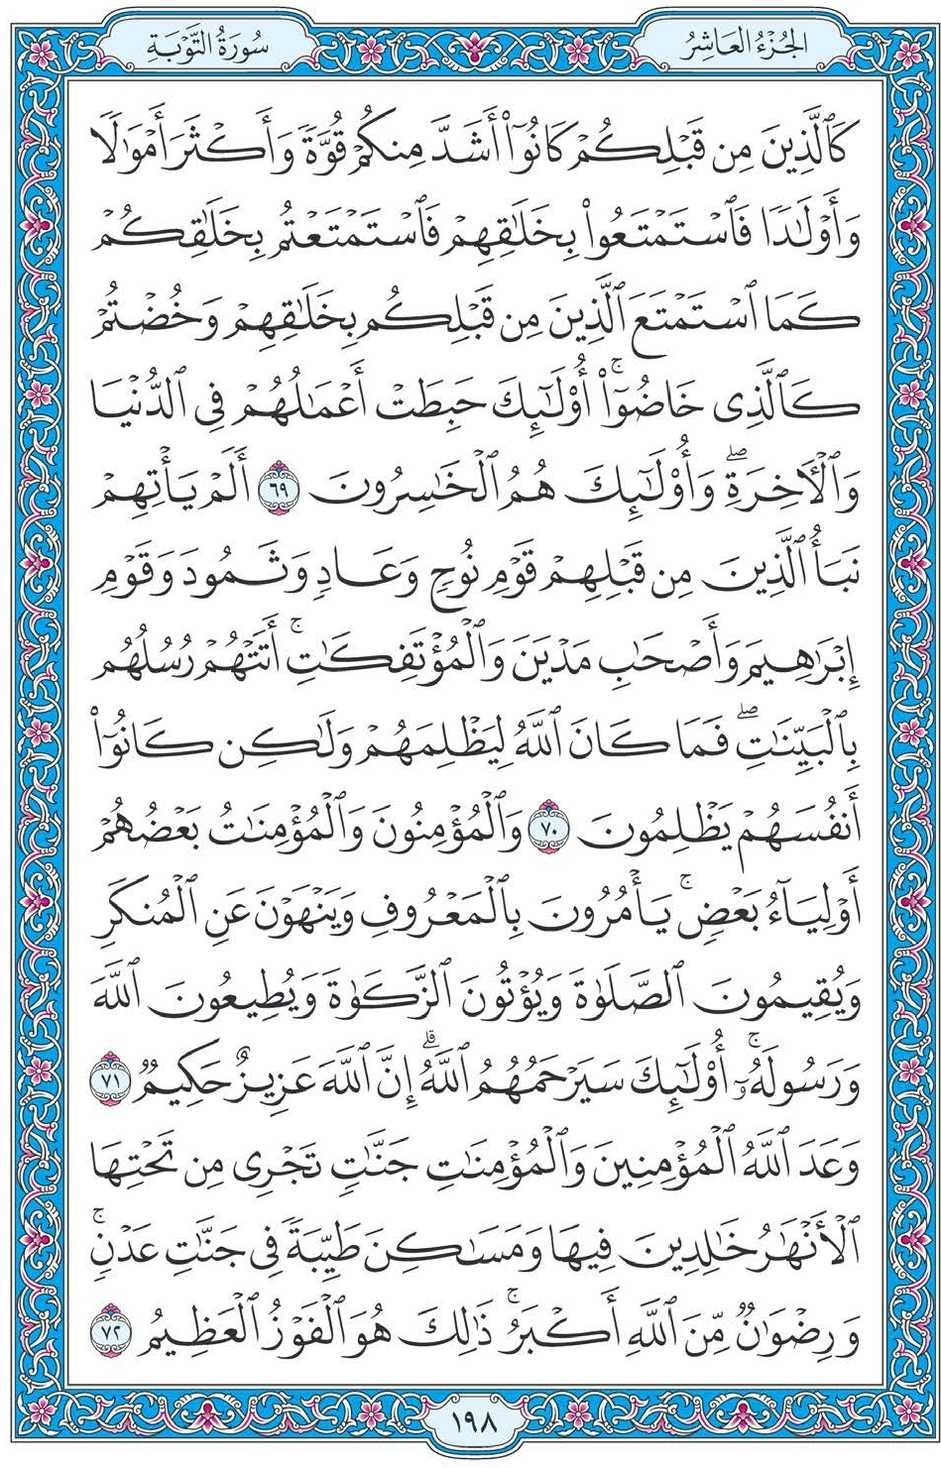 الجُزْءُ العَاشِرُ
سُورَةُ التَّوْبَةِ
كَٱلَّذِينَ مِن قَبْلِكُمْ كَانُوٓاْ أَشَدَّ مِنكُمْ قُوَّةٗ وَأَكْثَرَ أَمْوَٰلٗا
وَأَوْلَٰدٗا فَٱسْتَمْتَعُواْ بِخَلَٰقِهِمْ فَٱسْتَمْتَعْتُم بِخَلَٰقِكُمْ
كَمَا ٱسْتَمْتَعَ ٱلَّذِينَ مِن قَبْلِكُم بِخَلَٰقِهِمْ وَخُضْتُمْ
كَٱلَّذِي خَاضُوٓاْۚ أُوْلَٰٓئِكَ حَبِطَتْ أَعْمَٰلُهُمْ فِي ٱلدُّنْيَا
وَٱلْأٓخِرَةِۖ وَأُوْلَٰٓئِكَ هُمُ ٱلْخَٰسِرُونَ ٦٩ أَلَمْ يَأْتِهِمْ
نَبَأُ ٱلَّذِينَ مِن قَبْلِهِمْ قَوْمِ نُوحٖ وَعَادٖ وَثَمُودَ وَقَوْمِ
إِبْرَٰهِيمَ وَأَصْحَٰبِ مَدْيَنَ وَٱلْمُؤْتَفِكَٰتِۚ أَتَتْهُمْ رُسُلُهُم
بِٱلْبَيِّنَٰتِۖ فَمَا كَانَ ٱللَّهُ لِيَظْلِمَهُمْ وَلَٰكِن كَانُوٓاْ
أَنفُسَهُمْ يَظْلِمُونَ ٧٠ وَٱلْمُؤْمِنُونَ وَٱلْمُؤْمِنَٰتُ بَعْضُهُمْ
أَوْلِيَآءُ بَعْضٖۚ يَأْمُرُونَ بِٱلْمَعْرُوفِ وَيَنْهَوْنَ عَنِ ٱلْمُنكَرِ
وَيُقِيمُونَ ٱلصَّلَوٰةَ وَيُؤْتُونَ ٱلزَّكَوٰةَ وَيُطِيعُونَ ٱللَّهَ
وَرَسُولَهُۥٓۚ أُوْلَٰٓئِكَ سَيَرْحَمُهُمُ ٱللَّهُۗ إِنَّ ٱللَّهَ عَزِيزٌ حَكِيمٞ ٧١
وَعَدَ ٱللَّهُ ٱلْمُؤْمِنِينَ وَٱلْمُؤْمِنَٰتِ جَنَّٰتٖ تَجْرِي مِن تَحْتِهَا
ٱلْأَنْهَٰرُ خَٰلِدِينَ فِيهَا وَمَسَٰكِنَ طَيِّبَةٗ فِي جَنَّٰتِ عَدْنٖۚ
وَرِضْوَٰنٞ مِّنَ ٱللَّهِ أَكْبَرُۚ ذَٰلِكَ هُوَ ٱلْفَوْزُ ٱلْعَظِيمُ ٧٢
١٩٨